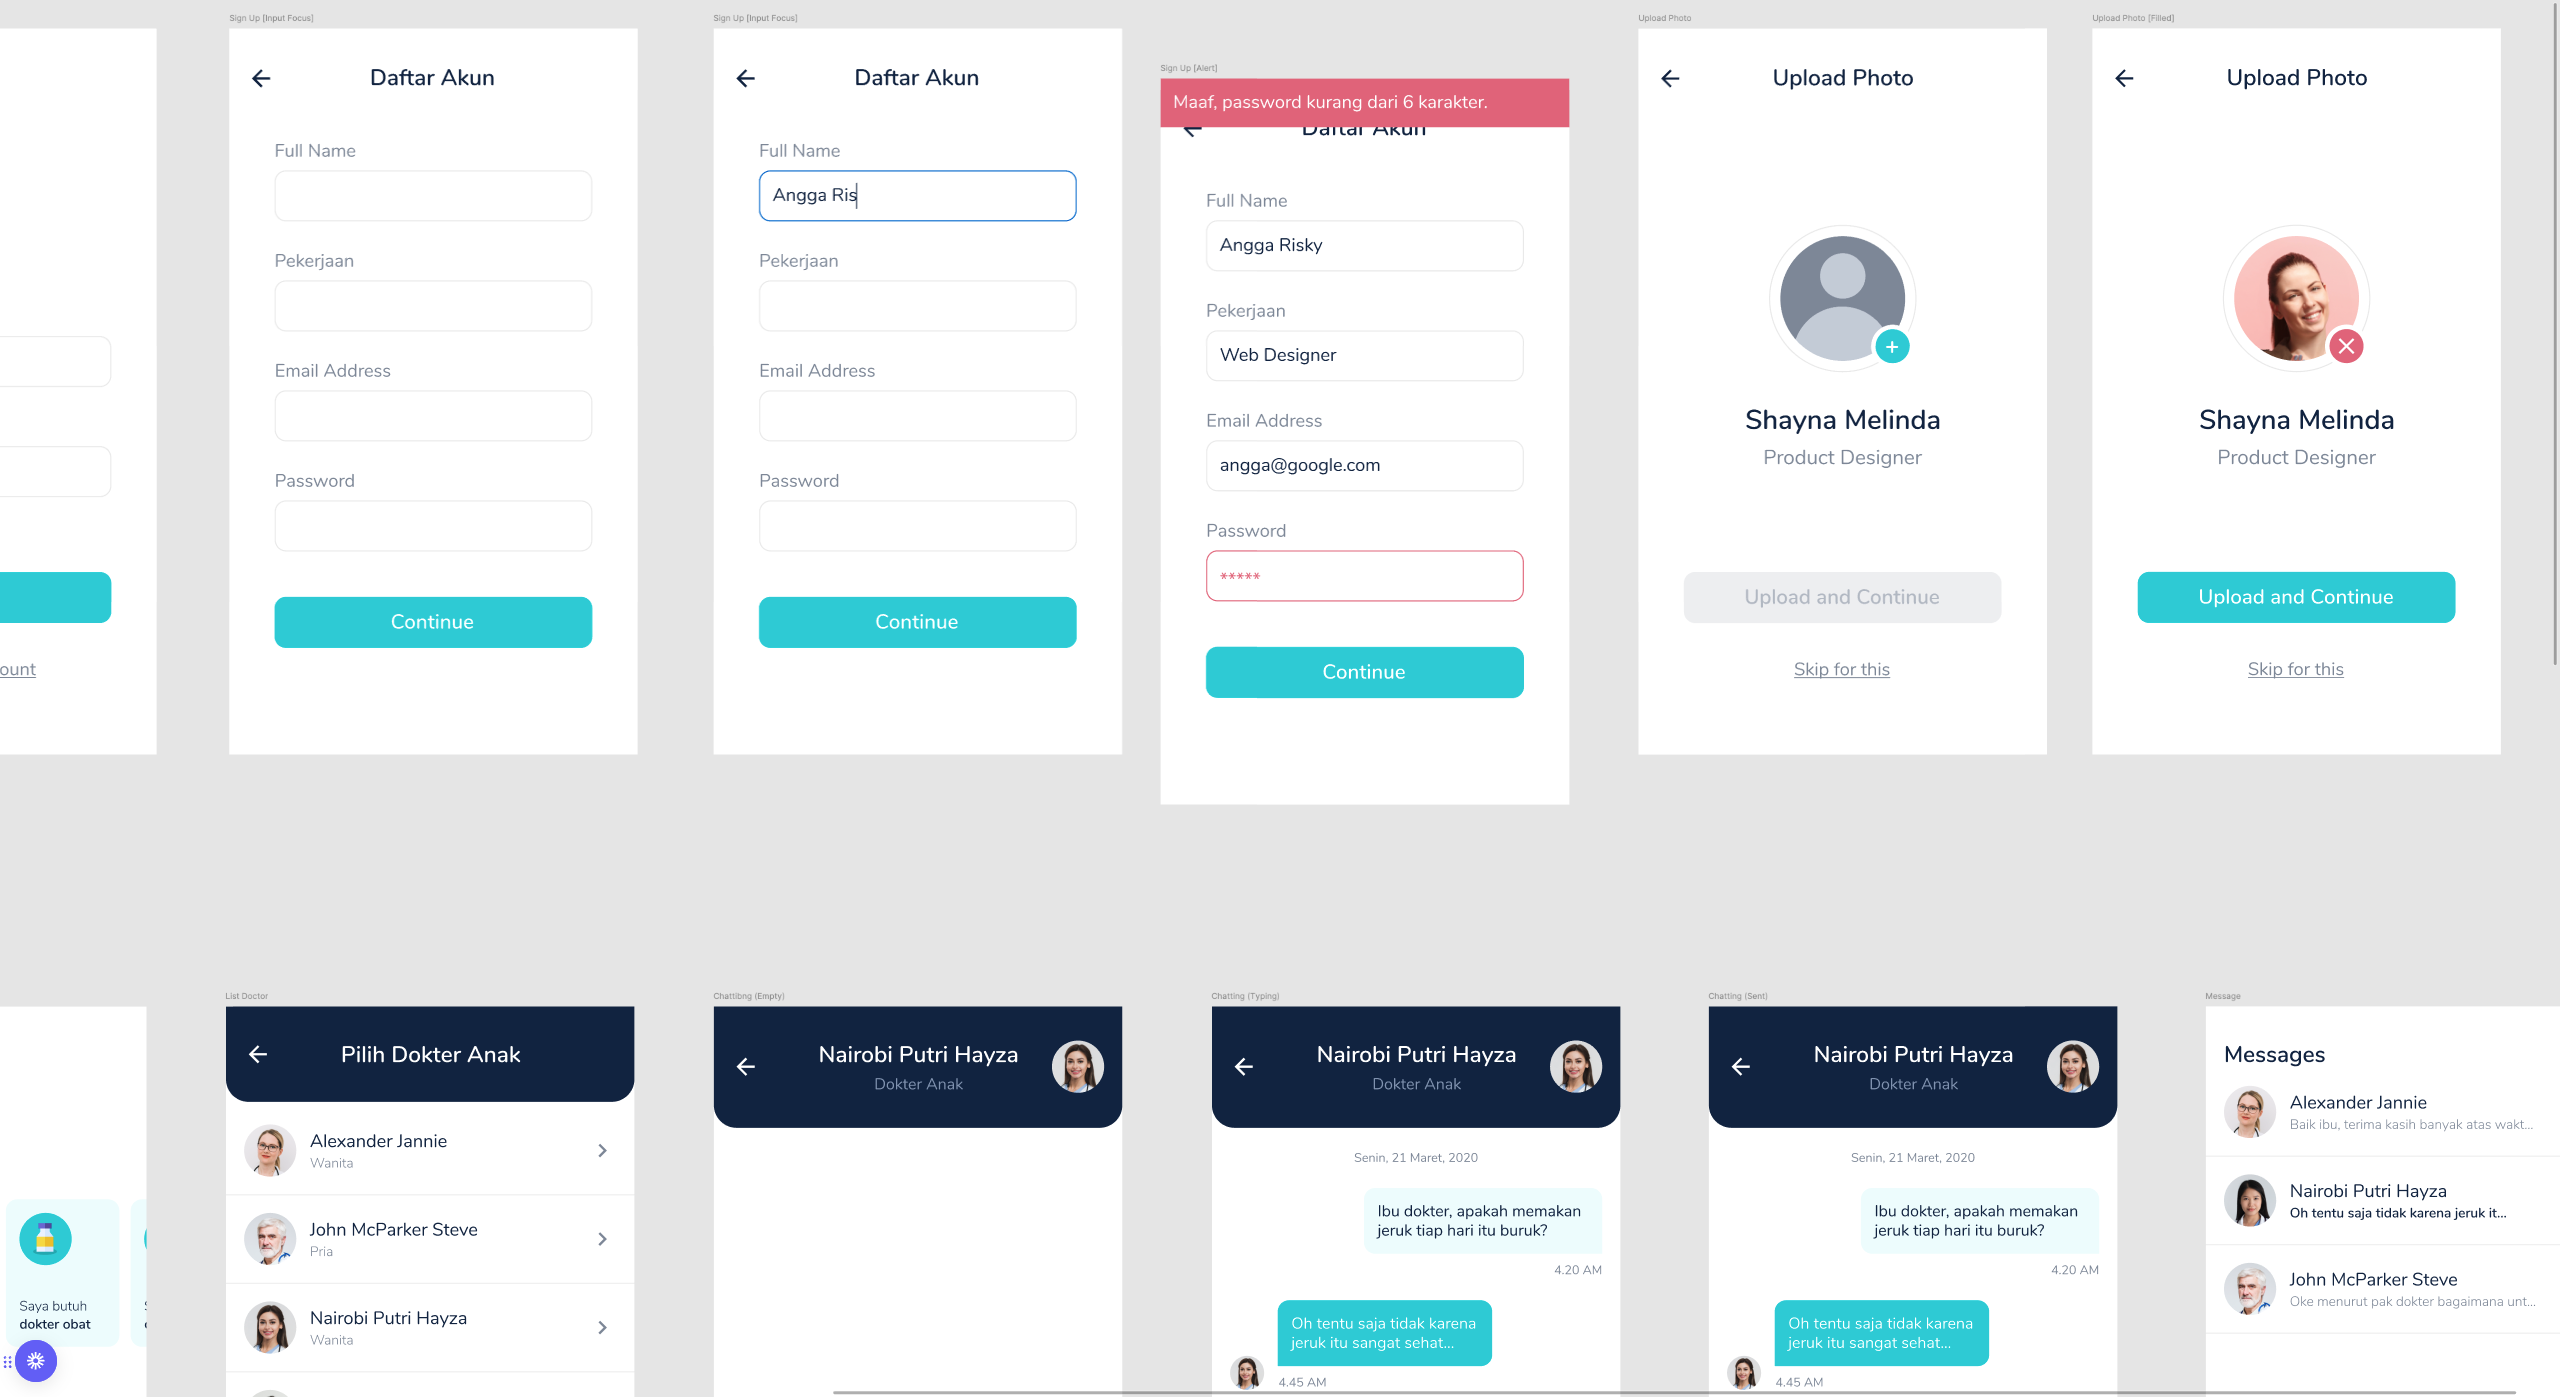 Sign Up [Input Focus]
Daftar Akun
Full Name
Pekerjaan
Email Address
Password
Continue
Sign Up [Input Focus]
Daftar Akun
Full Name
Angga Ris
Pekerjaan
Email Address
Password
Continue
Sign Up [Alert]
Maaf, password kurang dari 6 karakter.
Daftar Akun
Full Name
Angga Risky
Pekerjaan
Web Designer
Email Address
angga@google.com
Password
*****
Continue
Upload Photo
Upload Photo
Shayna Melinda
Product Designer
Upload and Continue
Skip for this
Upload Photo [Filled]
Upload Photo
Shayna Melinda
Product Designer
Upload and Continue
Skip for this
ount
Saya butuh
dokter obat
List Doctor
Pilih Dokter Anak
Alexander Jannie
Wanita
John McParker Steve
Pria
Nairobi Putri Hayza
Wanita
Chattibng (Empty)
Nairobi Putri Hayza
Dokter Anak
Chatting (Typing)
Nairobi Putri Hayza
Dokter Anak
Senin, 21 Maret, 2020
Ibu dokter, apakah memakan
jeruk tiap hari itu buruk?
4.20 AM
Oh tentu saja tidak karena
jeruk itu sangat sehat...
4.45 AM
Chatting (Sent)
Nairobi Putri Hayza
Dokter Anak
Senin, 21 Maret, 2020
Ibu dokter, apakah memakan
jeruk tiap hari itu buruk?
4.20 AM
Oh tentu saja tidak karena
jeruk itu sangat sehat...
4.45 AM
Message
Messages
Alexander Jannie
Baik ibu, terima kasih banyak atas wakt...
Nairobi Putri Hayza
Oh tentu saja tidak karena jeruk it...
John McParker Steve
Oke menurut pak dokter bagaimana unt...